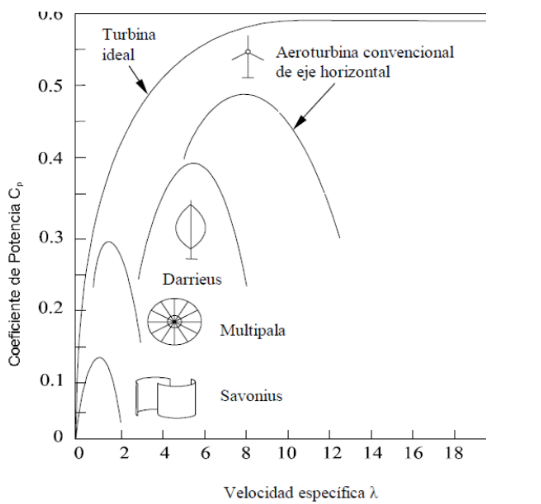 0.6
Turbina
ideal
Aeroturbina convencional
de eje horizontal
0.5
0.4
0.3
Darrieus
0.2
Multipala
0.1
Savonius
0
0 2 4 6 8 10 12 14 16 18
Coeficiente de Potencia Cp
Velocidad específica λ